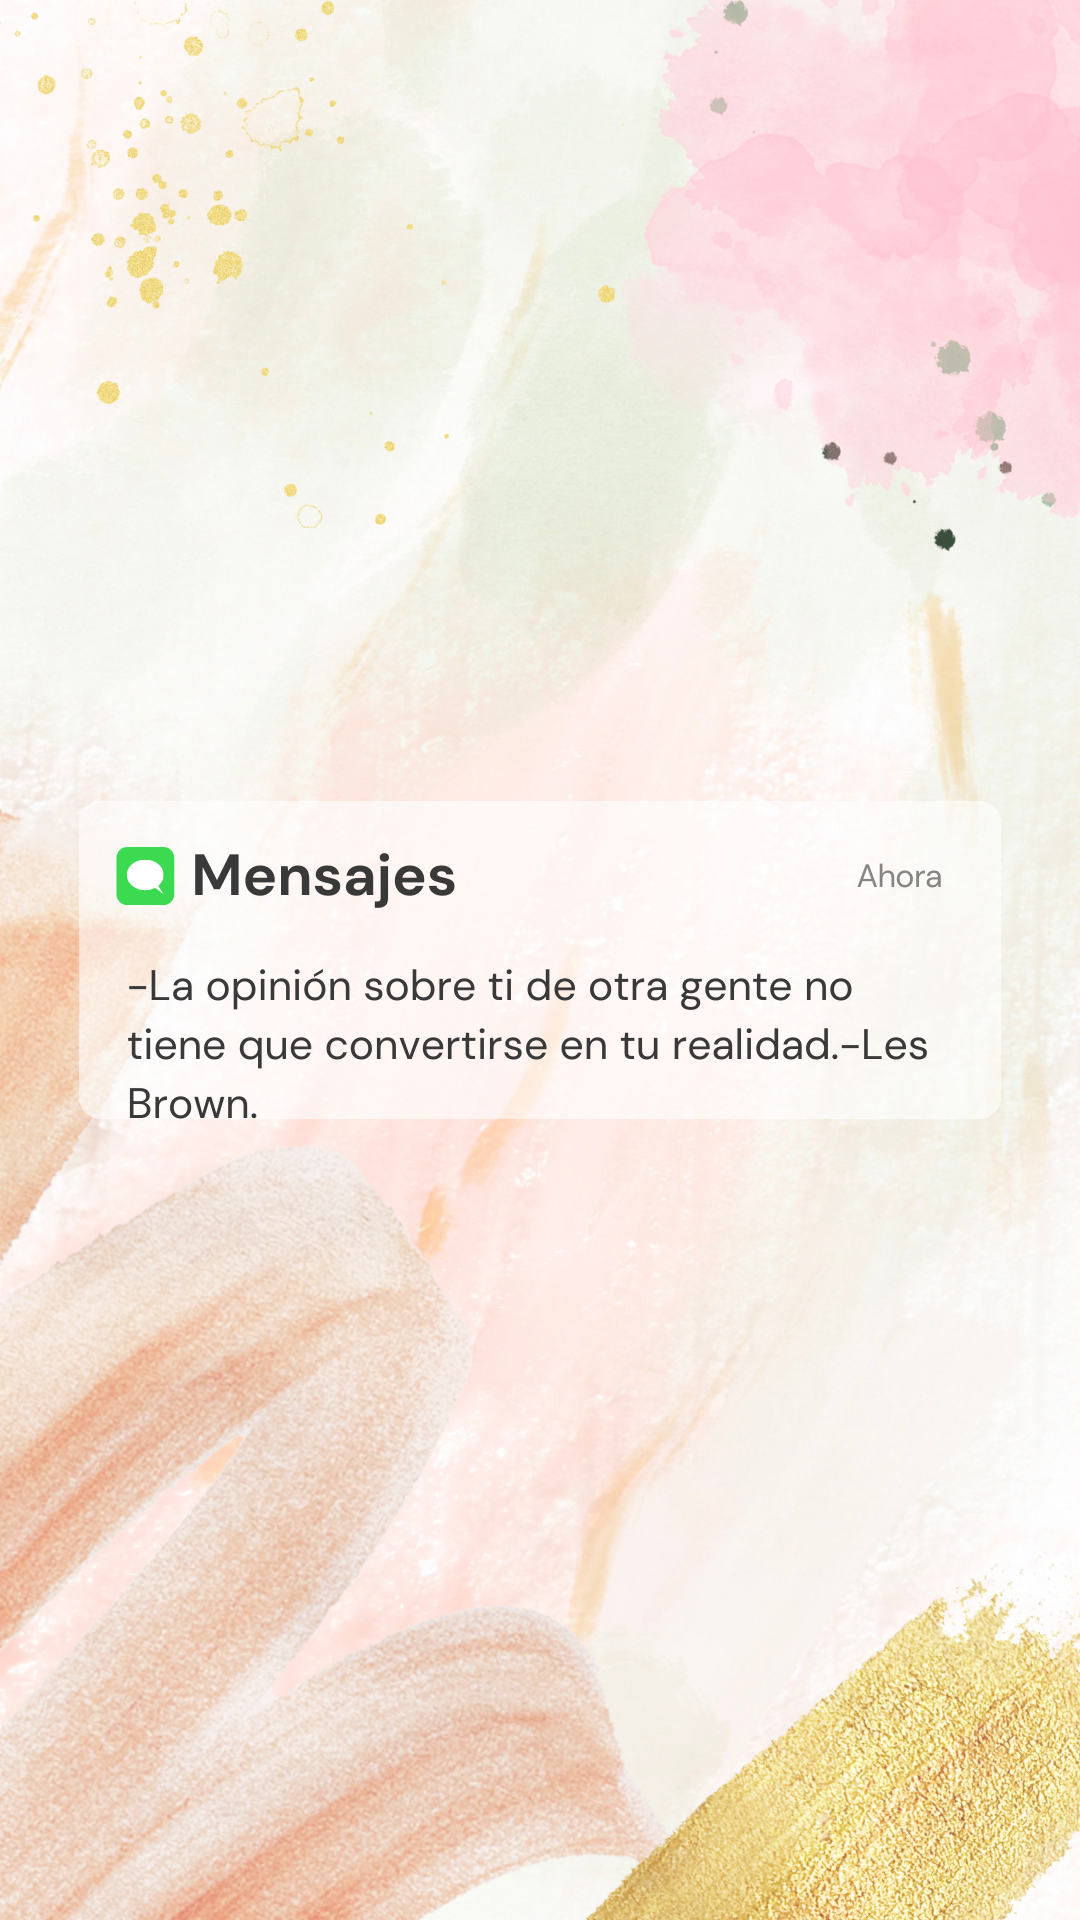 Mensajes
Ahora
-La opinión sobre ti de otra gente no
tiene que convertirse en tu realidad.-Les
Brown.